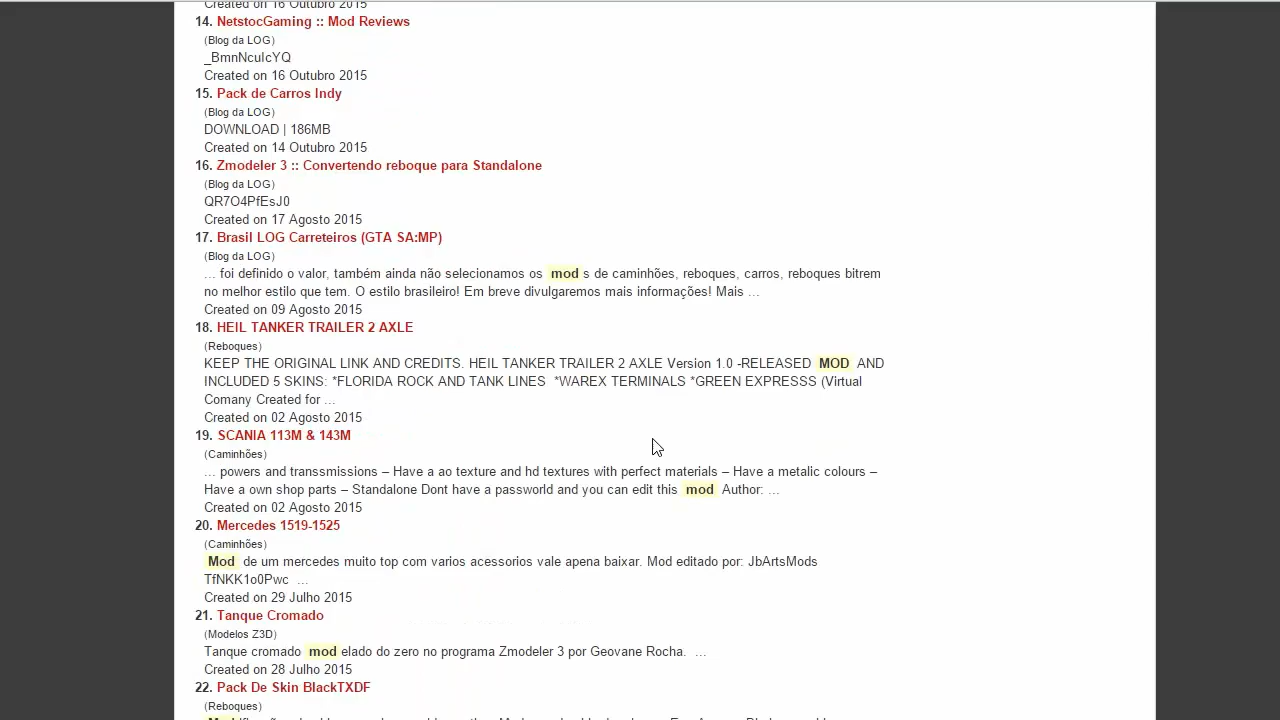 Created on 16 Outubro 2015
14. NetstocGaming :: Mod Reviews
(Blog da LOG)
_BmnNcuIcYQ
Created on 16 Outubro 2015
15. Pack de Carros Indy
(Blog da LOG)
DOWNLOAD | 186MB
Created on 14 Outubro 2015
16. Zmodeler 3 :: Convertendo reboque para Standalone
(Blog da LOG)
QR7O4PfEsJ0
Created on 17 Agosto 2015
17. Brasil LOG Carreteiros (GTA SA:MP)
(Blog da LOG)
... foi definido o valor, também ainda não selecionamos os mod s de caminhões, reboques, carros, reboques bitrem
no melhor estilo que tem. O estilo brasileiro! Em breve divulgaremos mais informações! Mais ...
Created on 09 Agosto 2015
18. HEIL TANKER TRAILER 2 AXLE
(Reboques)
KEEP THE ORIGINAL LINK AND CREDITS. HEIL TANKER TRAILER 2 AXLE Version 1.0 -RELEASED MOD AND
INCLUDED 5 SKINS: *FLORIDA ROCK AND TANK LINES *WAREX TERMINALS *GREEN EXPRESSS (Virtual
Comany Created for ...
Created on 02 Agosto 2015
19. SCANIA 113M & 143M
(Caminhões)
... powers and transsmissions – Have a ao texture and hd textures with perfect materials – Have a metalic colours –
Have a own shop parts – Standalone Dont have a passworld and you can edit this mod Author: ...
Created on 02 Agosto 2015
20. Mercedes 1519-1525
(Caminhões)
Mod de um mercedes muito top com varios acessorios vale apena baixar. Mod editado por: JbArtsMods
TfNKK1o0Pwc ...
Created on 29 Julho 2015
21. Tanque Cromado
(Modelos Z3D)
Tanque cromado mod elado do zero no programa Zmodeler 3 por Geovane Rocha. ...
Created on 28 Julho 2015
22. Pack De Skin BlackTXDF
(Reboques)